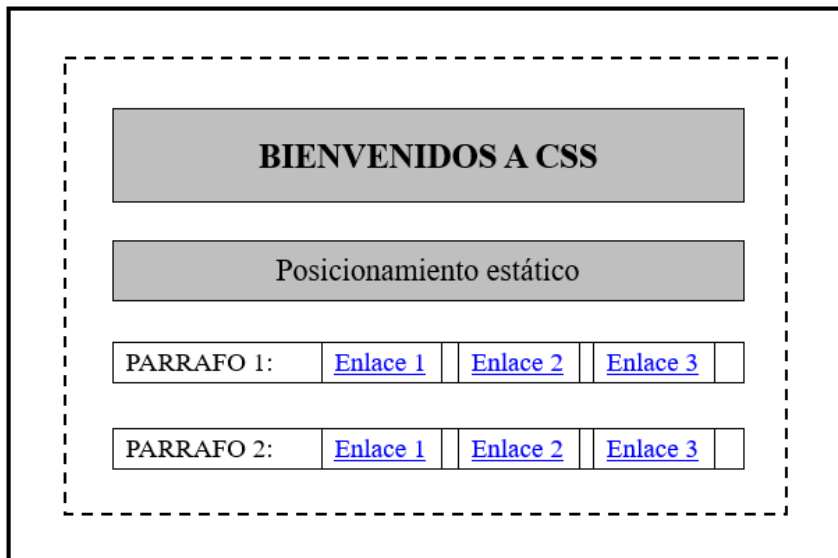 BIENVENIDOS A CSS
Posicionamiento estático
PARRAFO 1: Enlace 1 Enlace 2 Enlace 3
PARRAFO 2: Enlace 1 Enlace 2 Enlace 3